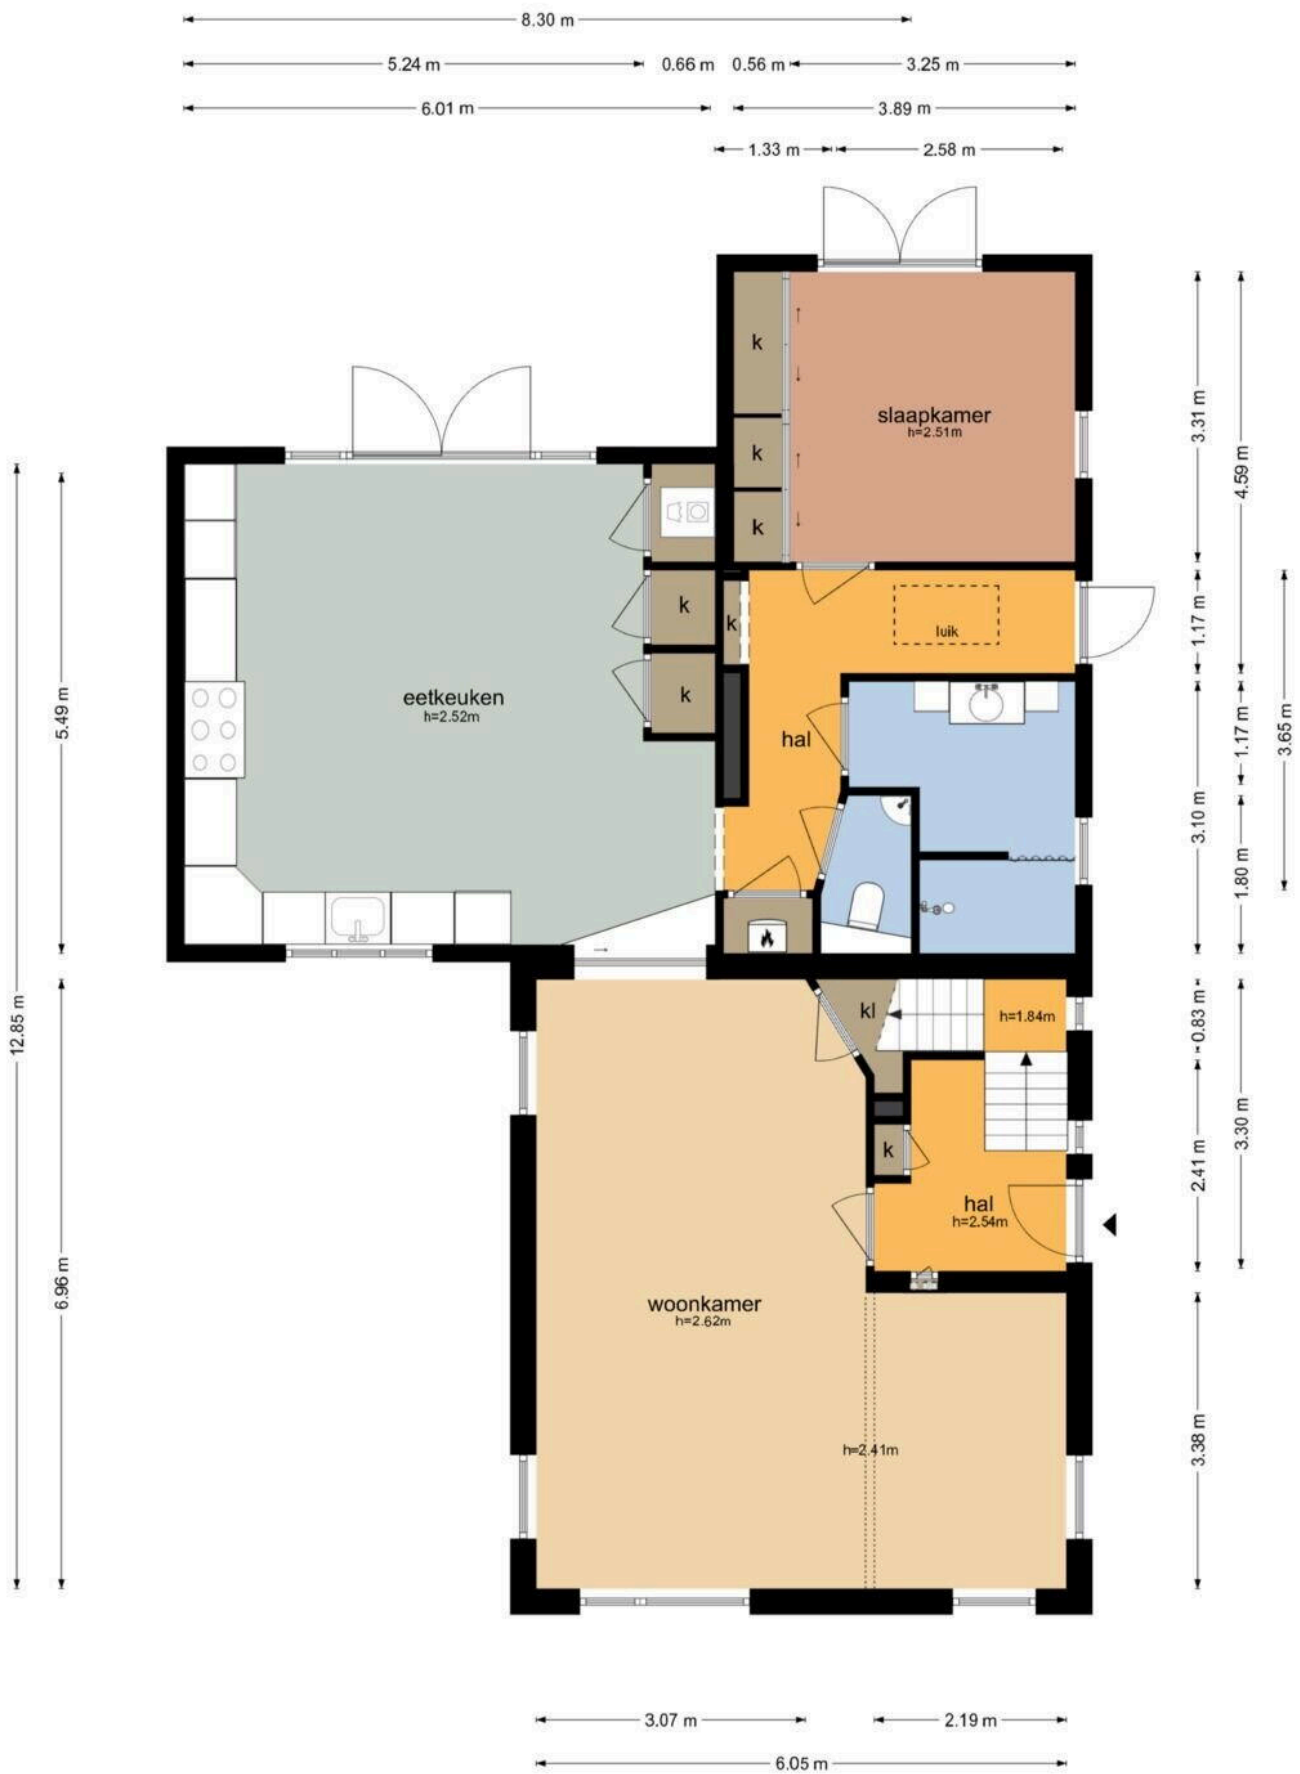 8.30 m
5.24 m 0.66 m 0.56 m 3.25 m
6.01 m 3.89 m
1.33 m 2.58 m
k
slaapkamer
h=2.51m
k
k
3.31 m
4.59 m
k
k
luik
1.17 m
eetkeuken
h=2.52m
k
hal
5.49 m
3.10 m
1.17 m
3.65 m
1.80 m
12.85 m
kl
h=1.84m
0.83 m
k
hal
h=2.54m
2.41 m
3.30 m
6.96 m
woonkamer
h=2.62m
h=2.41m
3.38 m
3.07 m 2.19 m
6.05 m